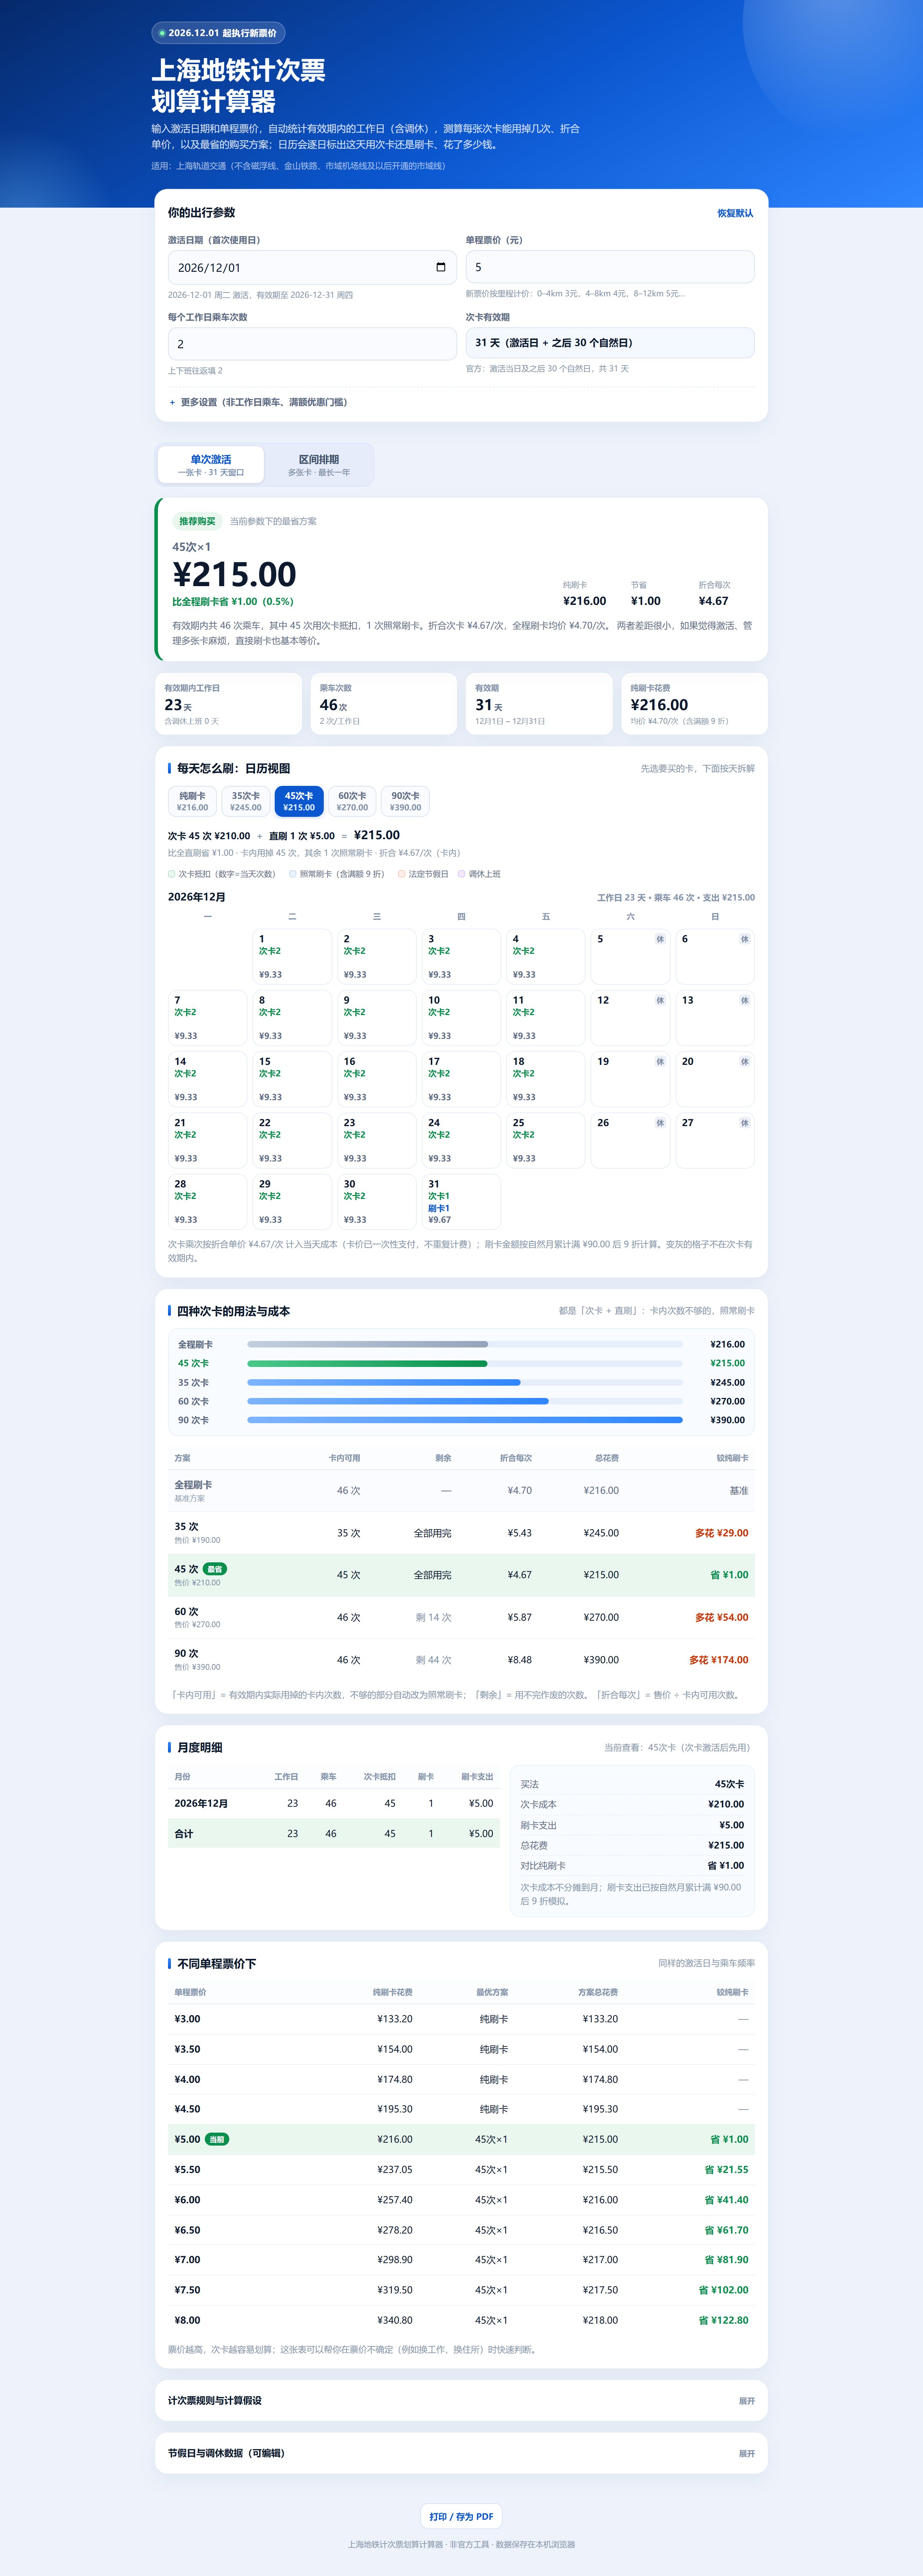 2026.12.01 起执行新票价
上海地铁计次票
划算计算器
输入激活日期和单程票价，自动统计有效期内的工作日（含调休），测算每张次卡能用掉几次、折合
单价，以及最省的购买方案；日历会逐日标出这天用次卡还是刷卡、花了多少钱。
适用：上海轨道交通（不含磁浮线、金山铁路、市域机场线及以后开通的市域线）
你的出行参数
恢复默认
激活日期（首次使用日）
单程票价（元）
2026/12/01
5
2026-12-01 周二 激活，有效期至 2026-12-31 周四
新票价按里程计价：0–4km 3元，4–8km 4元，8–12km 5元…
每个工作日乘车次数
次卡有效期
2
31 天（激活日 + 之后 30 个自然日）
上下班往返填 2
官方：激活当日及之后 30 个自然日，共 31 天
+ 更多设置（非工作日乘车、满额优惠门槛）
单次激活
一张卡 · 31 天窗口
区间排期
多张卡 · 最长一年
推荐购买 当前参数下的最省方案
45次×1
¥215.00
比全程刷卡省 ¥1.00（0.5%）
纯刷卡 节省 折合每次
¥216.00 ¥1.00 ¥4.67
有效期内共 46 次乘车，其中 45 次用次卡抵扣，1 次照常刷卡。折合次卡 ¥4.67/次，全程刷卡均价 ¥4.70/次。 两者差距很小，如果觉得激活、管
理多张卡麻烦，直接刷卡也基本等价。
有效期内工作日
23 天
含调休上班 0 天
乘车次数
46 次
2 次/工作日
有效期
31 天
12月1日 – 12月31日
纯刷卡花费
¥216.00
均价 ¥4.70/次（含满额 9 折）
每天怎么刷：日历视图
先选要买的卡，下面按天拆解
纯刷卡 35次卡 45次卡 60次卡 90次卡
¥216.00 ¥245.00 ¥215.00 ¥270.00 ¥390.00
次卡 45 次 ¥210.00 + 直刷 1 次 ¥5.00 = ¥215.00
比全直刷省 ¥1.00 · 卡内用掉 45 次，其余 1 次照常刷卡 · 折合 ¥4.67/次（卡内）
次卡抵扣（数字=当天次数） 照常刷卡（含满额 9 折） 法定节假日 调休上班
2026年12月
工作日 23 天 • 乘车 46 次 • 支出 ¥215.00
一 二 三 四 五 六 日
1 2 3 4 5 休 6 休
次卡2 次卡2 次卡2 次卡2
¥9.33 ¥9.33 ¥9.33 ¥9.33
7 8 9 10 11 12 休 13 休
次卡2 次卡2 次卡2 次卡2 次卡2
¥9.33 ¥9.33 ¥9.33 ¥9.33 ¥9.33
14 15 16 17 18 19 休 20 休
次卡2 次卡2 次卡2 次卡2 次卡2
¥9.33 ¥9.33 ¥9.33 ¥9.33 ¥9.33
21 22 23 24 25 26 休 27 休
次卡2 次卡2 次卡2 次卡2 次卡2
¥9.33 ¥9.33 ¥9.33 ¥9.33 ¥9.33
28 29 30 31
次卡2 次卡2 次卡2 次卡1
刷卡1
¥9.33 ¥9.33 ¥9.33 ¥9.67
次卡乘次按折合单价 ¥4.67/次 计入当天成本（卡价已一次性支付，不重复计费）；刷卡金额按自然月累计满 ¥90.00 后 9 折计算。变灰的格子不在次卡有
效期内。
四种次卡的用法与成本
都是「次卡 + 直刷」：卡内次数不够的，照常刷卡
全程刷卡 ¥216.00
45 次卡 ¥215.00
35 次卡 ¥245.00
60 次卡 ¥270.00
90 次卡 ¥390.00
方案 卡内可用 剩余 折合每次 总花费 较纯刷卡
全程刷卡
基准方案
46 次 — ¥4.70 ¥216.00 基准
35 次
售价 ¥190.00
35 次 全部用完 ¥5.43 ¥245.00 多花 ¥29.00
45 次 最省
售价 ¥210.00
45 次 全部用完 ¥4.67 ¥215.00 省 ¥1.00
60 次
售价 ¥270.00
46 次 剩 14 次 ¥5.87 ¥270.00 多花 ¥54.00
90 次
售价 ¥390.00
46 次 剩 44 次 ¥8.48 ¥390.00 多花 ¥174.00
「卡内可用」= 有效期内实际用掉的卡内次数，不够的部分自动改为照常刷卡；「剩余」= 用不完作废的次数。「折合每次」= 售价 ÷ 卡内可用次数。
月度明细
当前查看：45次卡（次卡激活后先用）
月份 工作日 乘车 次卡抵扣 刷卡 刷卡支出
2026年12月 23 46 45 1 ¥5.00
合计 23 46 45 1 ¥5.00
买法 45次卡
次卡成本 ¥210.00
刷卡支出 ¥5.00
总花费 ¥215.00
对比纯刷卡 省 ¥1.00
次卡成本不分摊到月；刷卡支出已按自然月累计满 ¥90.00
后 9 折模拟。
不同单程票价下
同样的激活日与乘车频率
单程票价 纯刷卡花费 最优方案 方案总花费 较纯刷卡
¥3.00 ¥133.20 纯刷卡 ¥133.20 —
¥3.50 ¥154.00 纯刷卡 ¥154.00 —
¥4.00 ¥174.80 纯刷卡 ¥174.80 —
¥4.50 ¥195.30 纯刷卡 ¥195.30 —
¥5.00 当前 ¥216.00 45次×1 ¥215.00 省 ¥1.00
¥5.50 ¥237.05 45次×1 ¥215.50 省 ¥21.55
¥6.00 ¥257.40 45次×1 ¥216.00 省 ¥41.40
¥6.50 ¥278.20 45次×1 ¥216.50 省 ¥61.70
¥7.00 ¥298.90 45次×1 ¥217.00 省 ¥81.90
¥7.50 ¥319.50 45次×1 ¥217.50 省 ¥102.00
¥8.00 ¥340.80 45次×1 ¥218.00 省 ¥122.80
票价越高，次卡越容易划算；这张表可以帮你在票价不确定（例如换工作、换住所）时快速判断。
计次票规则与计算假设 展开
节假日与调休数据（可编辑） 展开
打印 / 存为 PDF
上海地铁计次票划算计算器 · 非官方工具 · 数据保存在本机浏览器